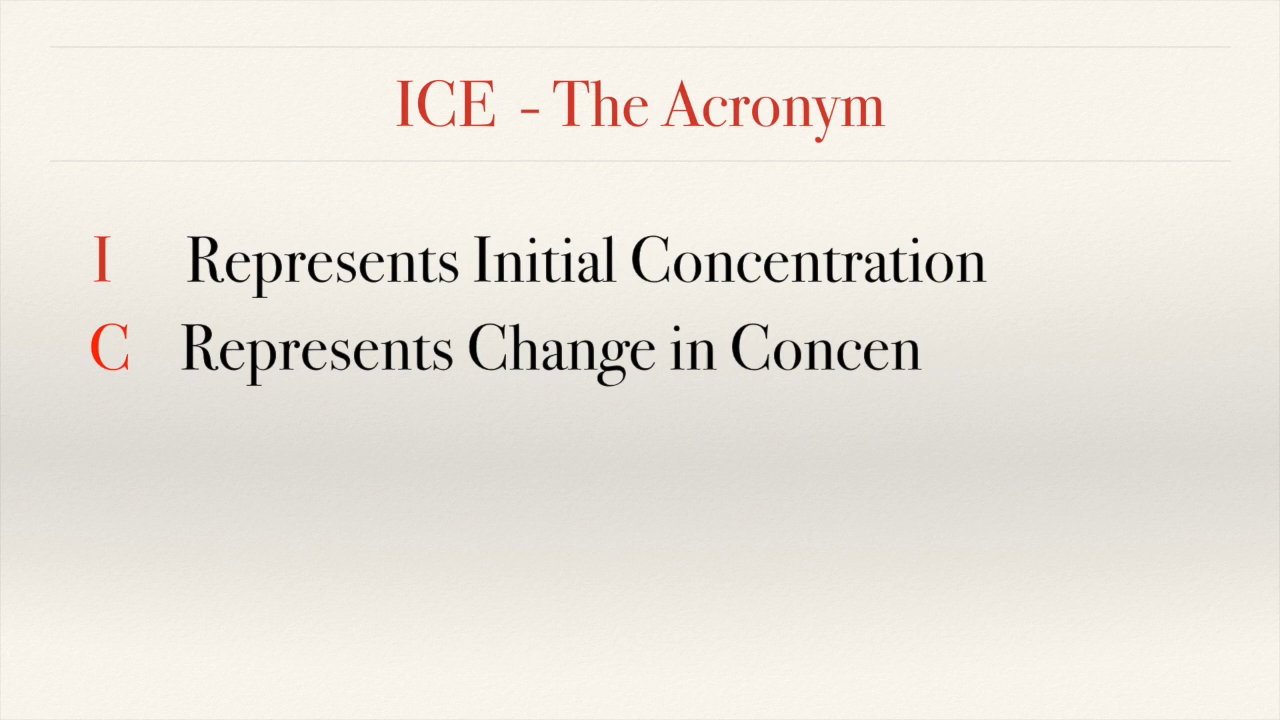 ICE - The Acronym
I Represents Initial Concentration
C Represents Change in Concen